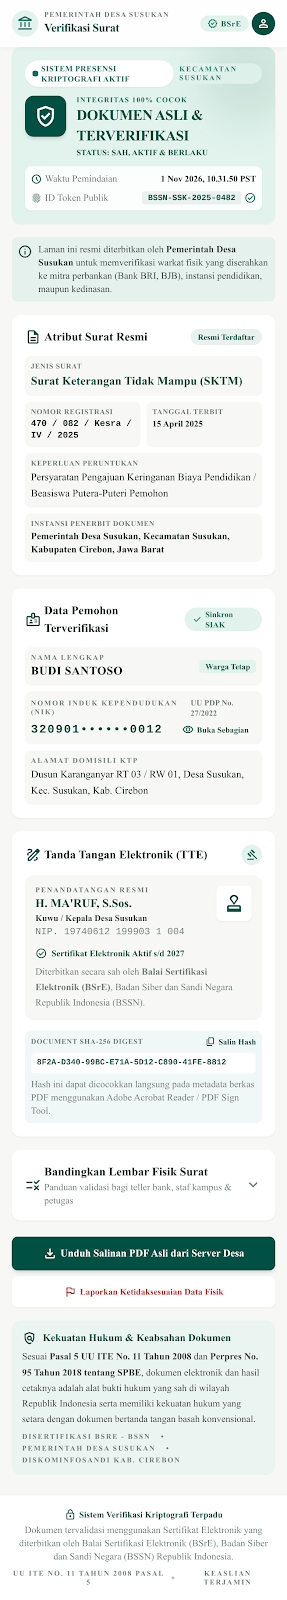 PEMERINTAH DESA SUSUKAN
Verifikasi Surat
BSrE
SISTEM PRESENSI
KRIPTOGRAFI AKTIF
KECAMATAN
SUSUKAN
INTEGRITAS 100% COCOK
DOKUMEN ASLI &
TERVERIFIKASI
STATUS: SAH, AKTIF & BERLAKU
Waktu Pemindaian
1 Nov 2026, 10.31.50 PST
ID Token Publik
BSSN-SSK-2025-0482
Laman ini resmi diterbitkan oleh Pemerintah Desa
Susukan untuk memverifikasi warkat fisik yang diserahkan
ke mitra perbankan (Bank BRI, BJB), instansi pendidikan,
maupun kedinasan.
Atribut Surat Resmi
Resmi Terdaftar
JENIS SURAT
Surat Keterangan Tidak Mampu (SKTM)
NOMOR REGISTRASI
470 / 082 / Kesra /
IV / 2025
TANGGAL TERBIT
15 April 2025
KEPERLUAN PERUNTUKAN
Persyaratan Pengajuan Keringanan Biaya Pendidikan /
Beasiswa Putera-Puteri Pemohon
INSTANSI PENERBIT DOKUMEN
Pemerintah Desa Susukan, Kecamatan Susukan,
Kabupaten Cirebon, Jawa Barat
Data Pemohon
Terverifikasi
Sinkron
SIAK
NAMA LENGKAP
BUDI SANTOSO
Warga Tetap
NOMOR INDUK KEPENDUDUKAN
(NIK)
UU PDP No.
27/2022
320901••••••0012
Buka Sebagian
ALAMAT DOMISILI KTP
Dusun Karanganyar RT 03 / RW 01, Desa Susukan,
Kec. Susukan, Kab. Cirebon
Tanda Tangan Elektronik (TTE)
PENANDATANGAN RESMI
H. MA'RUF, S.Sos.
Kuwu / Kepala Desa Susukan
NIP. 19740612 199903 1 004
Sertifikat Elektronik Aktif s/d 2027
Diterbitkan secara sah oleh Balai Sertifikasi
Elektronik (BSrE), Badan Siber dan Sandi Negara
Republik Indonesia (BSSN).
DOCUMENT SHA-256 DIGEST
Salin Hash
8F2A-D340-99BC-E71A-5D12-C890-41FE-8812
Hash ini dapat dicocokkan langsung pada metadata berkas
PDF menggunakan Adobe Acrobat Reader / PDF Sign
Tool.
Bandingkan Lembar Fisik Surat
Panduan validasi bagi teller bank, staf kampus &
petugas
Unduh Salinan PDF Asli dari Server Desa
Laporkan Ketidaksesuaian Data Fisik
Kekuatan Hukum & Keabsahan Dokumen
Sesuai Pasal 5 UU ITE No. 11 Tahun 2008 dan Perpres No.
95 Tahun 2018 tentang SPBE, dokumen elektronik dan hasil
cetaknya adalah alat bukti hukum yang sah di wilayah
Republik Indonesia serta memiliki kekuatan hukum yang
setara dengan dokumen bertanda tangan basah konvensional.
DISERTIFIKASI BSRE - BSSN •
PEMERINTAH DESA SUSUKAN •
DISKOMINFOSANDI KAB. CIREBON
Sistem Verifikasi Kriptografi Terpadu
Dokumen tervalidasi menggunakan Sertifikat Elektronik yang
diterbitkan oleh Balai Sertifikasi Elektronik (BSrE), Badan Siber
dan Sandi Negara (BSSN) Republik Indonesia.
UU ITE NO. 11 TAHUN 2008 PASAL
5
•
KEASLIAN
TERJAMIN